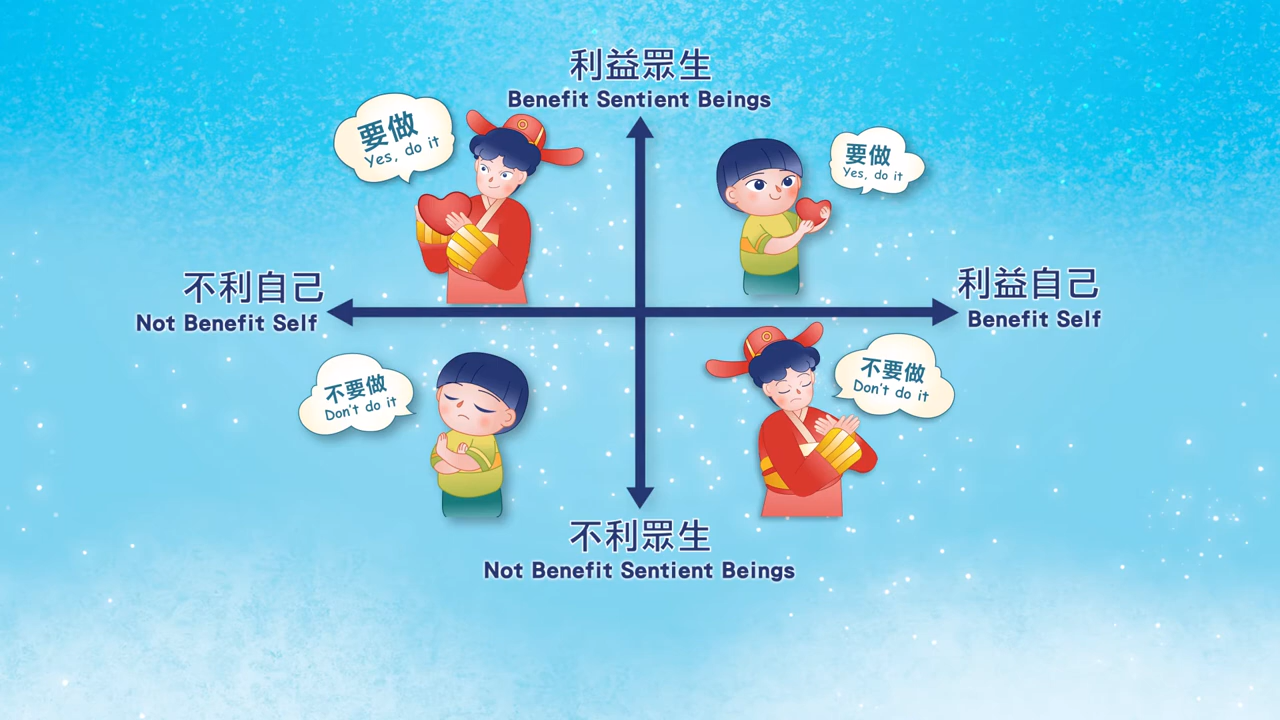 利益眾生
Benefit Sentient Beings
要做
Yes, do it
要做
Yes, do it
不利自己
Not Benefit Self
利益自己
Benefit Self
不要做
Don't do it
不要做
Don't do it
不利眾生
Not Benefit Sentient Beings